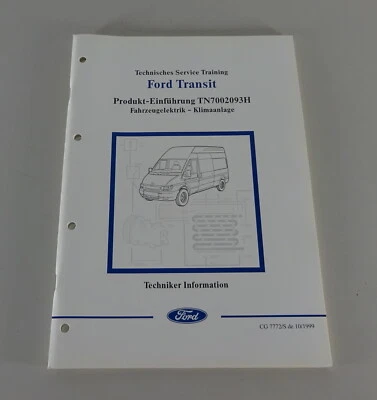 Technisches Service Training
Ford Transit
Produkt-Einführung TN7002093H
Fahrzeugelektrik – Klimaanlage
Techniker Information
Ford
CG 7772/S de 10/1999